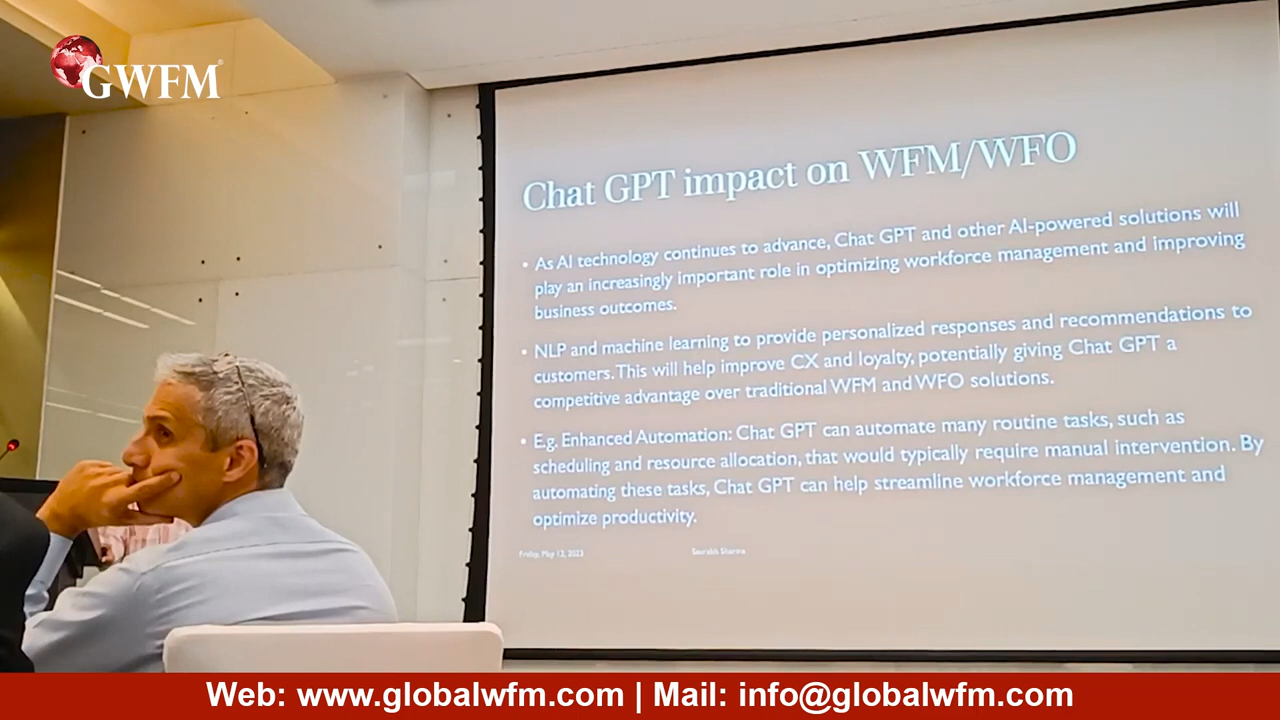 GWFM®
Chat GPT impact on WFM/WFO
• As AI technology continues to advance, Chat GPT and other AI-powered solutions will
play an increasingly important role in optimizing workforce management and improving
business outcomes.
• NLP and machine learning to provide personalized responses and recommendations to
customers. This will help improve CX and loyalty, potentially giving Chat GPT a
competitive advantage over traditional WFM and WFO solutions.
• E.g. Enhanced Automation: Chat GPT can automate many routine tasks, such as
scheduling and resource allocation, that would typically require manual intervention. By
automating these tasks, Chat GPT can help streamline workforce management and
optimize productivity.
Friday, May 12, 2023 Saurabh Sharma
Web: www.globalwfm.com | Mail: info@globalwfm.com